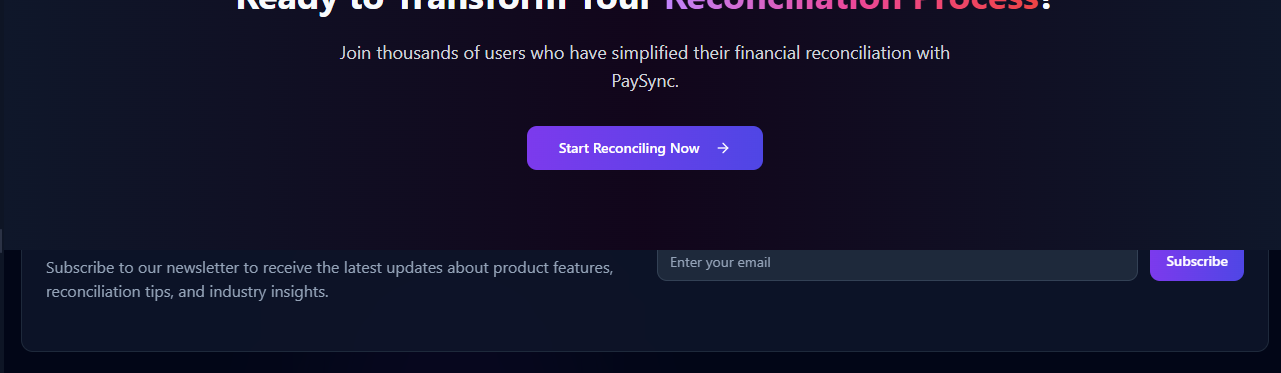 Ready to Transform Your Reconciliation Process?
Join thousands of users who have simplified their financial reconciliation with
PaySync.
Start Reconciling Now
Subscribe to our newsletter to receive the latest updates about product features,
reconciliation tips, and industry insights.
Enter your email
Subscribe